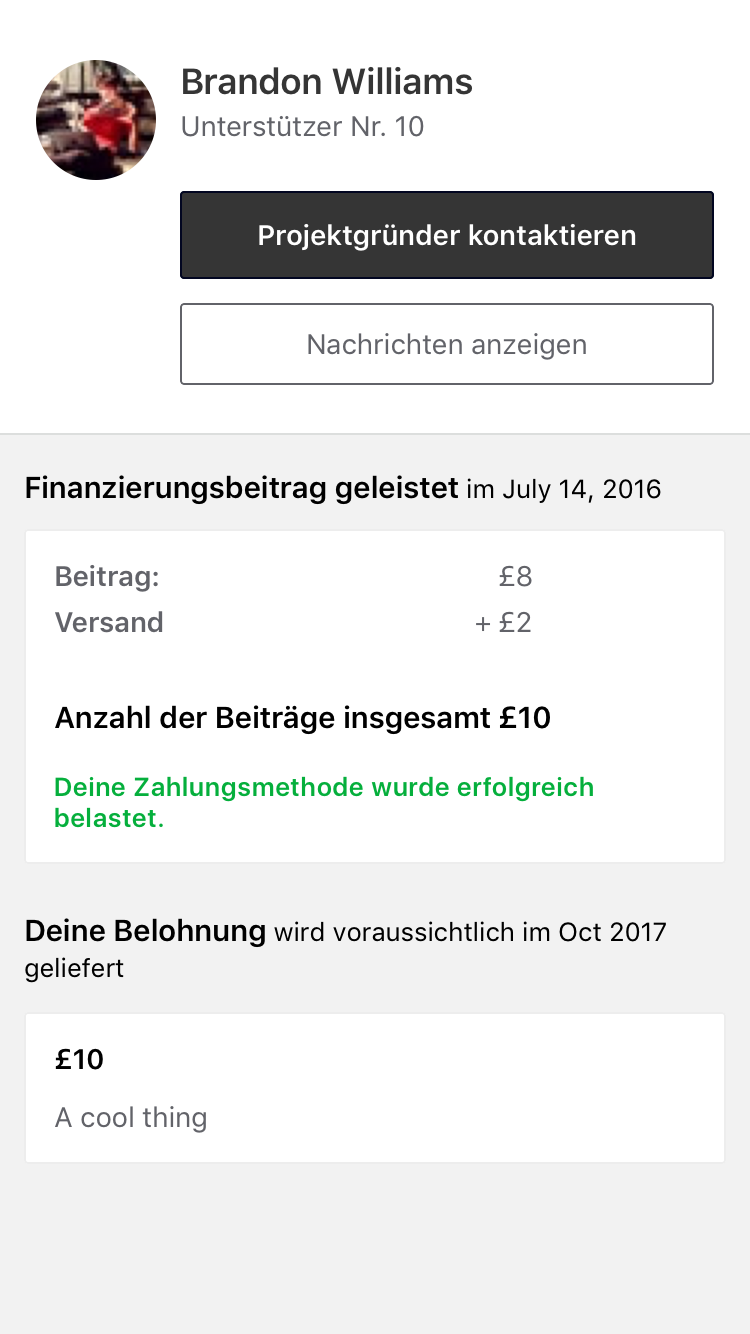 Brandon Williams
Unterstützer Nr. 10
Projektgründer kontaktieren
Nachrichten anzeigen
Finanzierungsbeitrag geleistet im July 14, 2016
Beitrag: £8
Versand + £2
Anzahl der Beiträge insgesamt £10
Deine Zahlungsmethode wurde erfolgreich
belastet.
Deine Belohnung wird voraussichtlich im Oct 2017
geliefert
£10
A cool thing